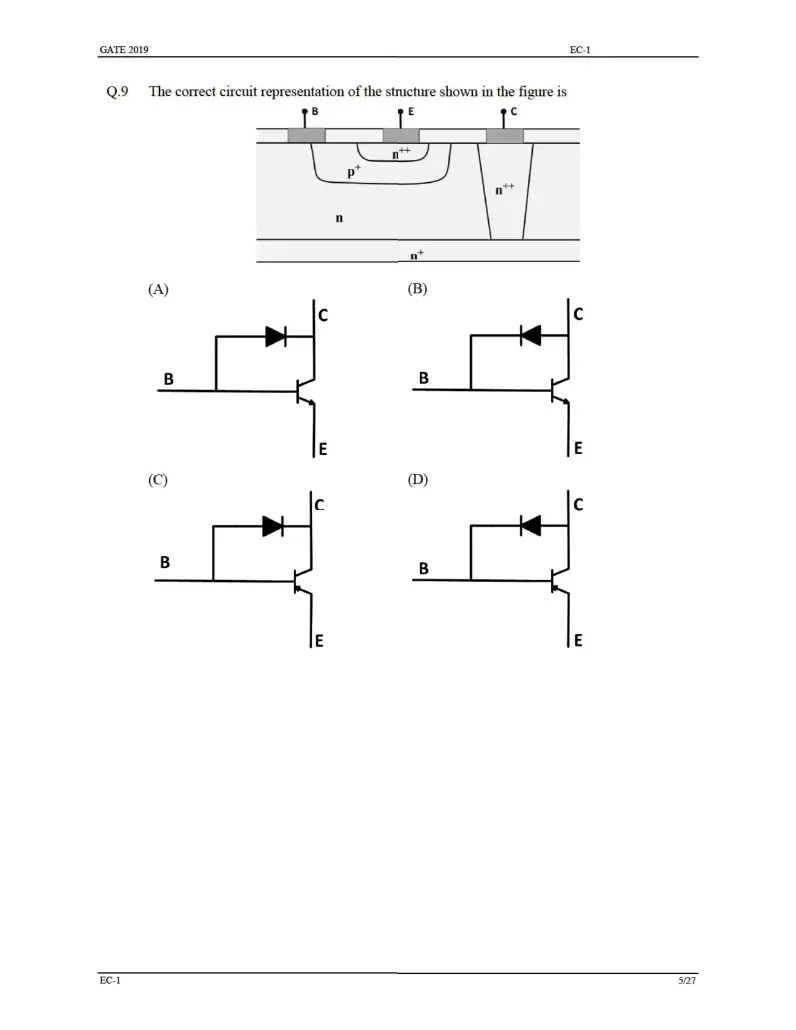 GATE 2019 EC-1
Q.9 The correct circuit representation of the structure shown in the figure is
B E C
n++
p+
n++
n
n+
(A) (B)
C C
B B
E E
(C) (D)
C C
B B
E E
EC-1 5/27